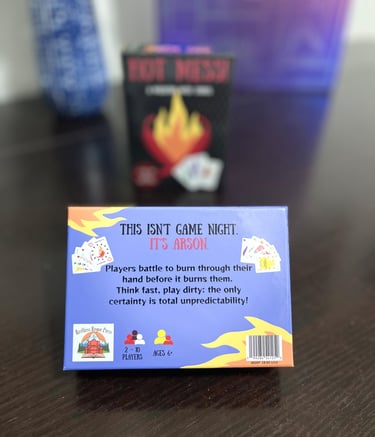 HOT MESS!
THIS ISN'T GAME NIGHT.
IT'S ARSON.
Players battle to burn through their
hand before it burns them.
Think fast, play dirty: the only
certainty is total unpredictability!
2 - 10
PLAYERS
AGES 6+